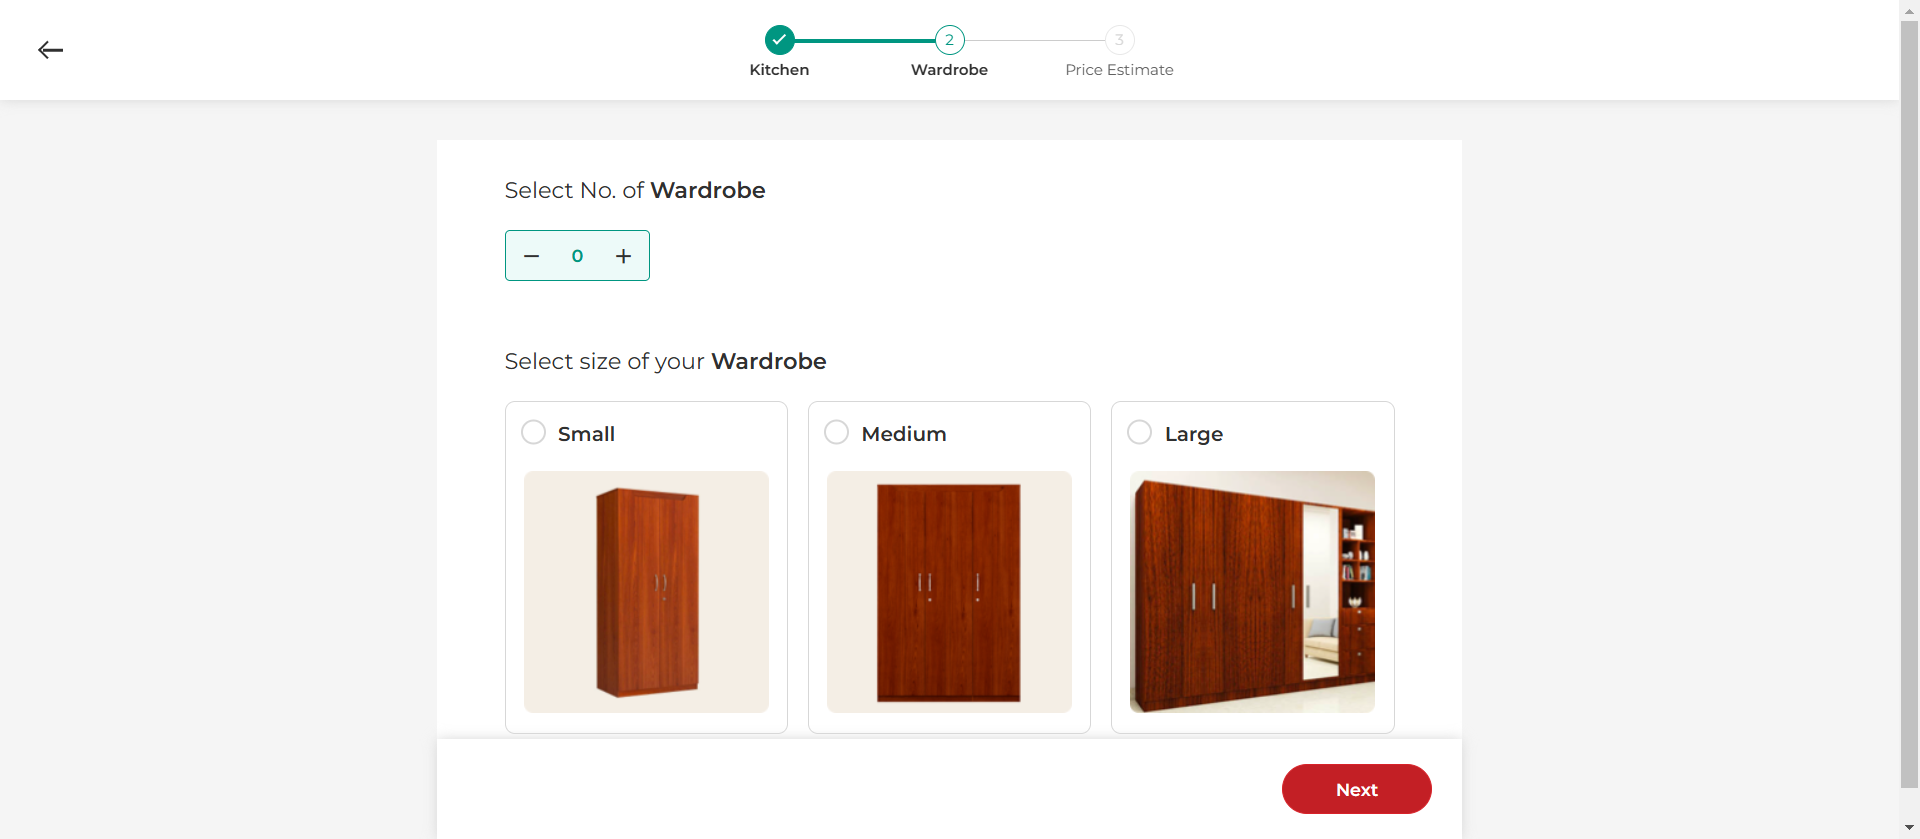 2
3
Kitchen
Wardrobe
Price Estimate
Select No. of Wardrobe
− 0 +
Select size of your Wardrobe
Small
Medium
Large
Next